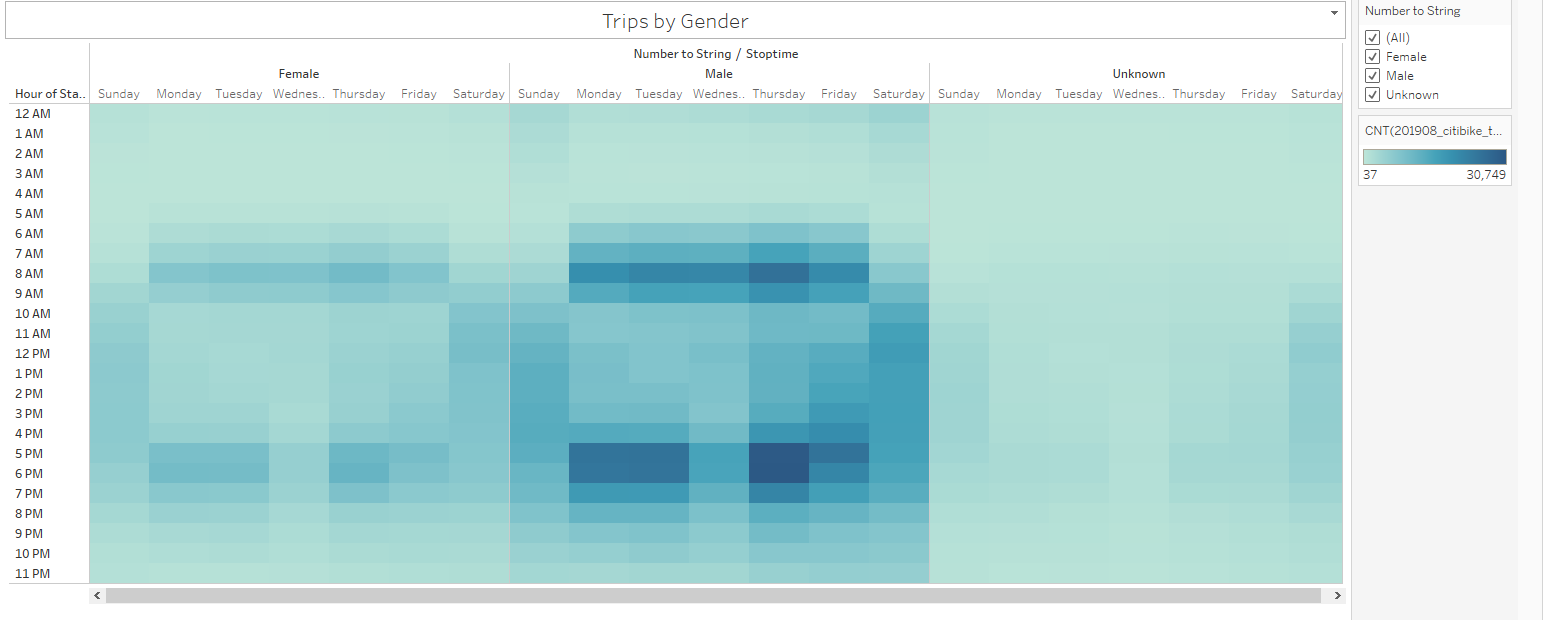 Trips by Gender
Number to String / Stoptime
Female Male Unknown
Hour of Sta.. Sunday Monday Tuesday Wednes.. Thursday Friday Saturday Sunday Monday Tuesday Wednes.. Thursday Friday Saturday Sunday Monday Tuesday Wednes.. Thursday Friday Saturday
12 AM
1 AM
2 AM
3 AM
4 AM
5 AM
6 AM
7 AM
8 AM
9 AM
10 AM
11 AM
12 PM
1 PM
2 PM
3 PM
4 PM
5 PM
6 PM
7 PM
8 PM
9 PM
10 PM
11 PM
Number to String
(All)
Female
Male
Unknown
CNT(201908_citibike_t...
37 30,749